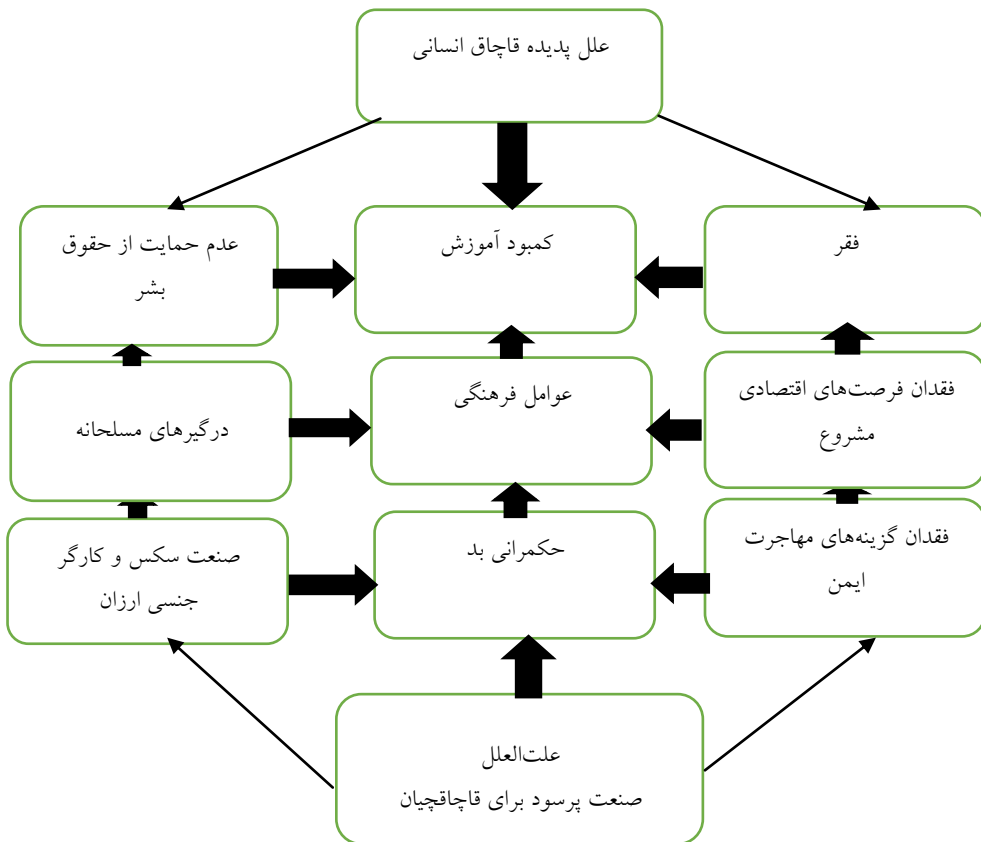 علل پدیده قاچاق انسانی
فقر
کمبود آموزش
عدم حمایت از حقوق
بشر
فقدان فرصت‌های اقتصادی
مشروع
عوامل فرهنگی
درگیرهای مسلحانه
فقدان گزینه‌های مهاجرت
ایمن
حکمرانی بد
صنعت سکس و کارگر
جنسی ارزان
علت‌العلل
صنعت پرسود برای قاچاقچیان